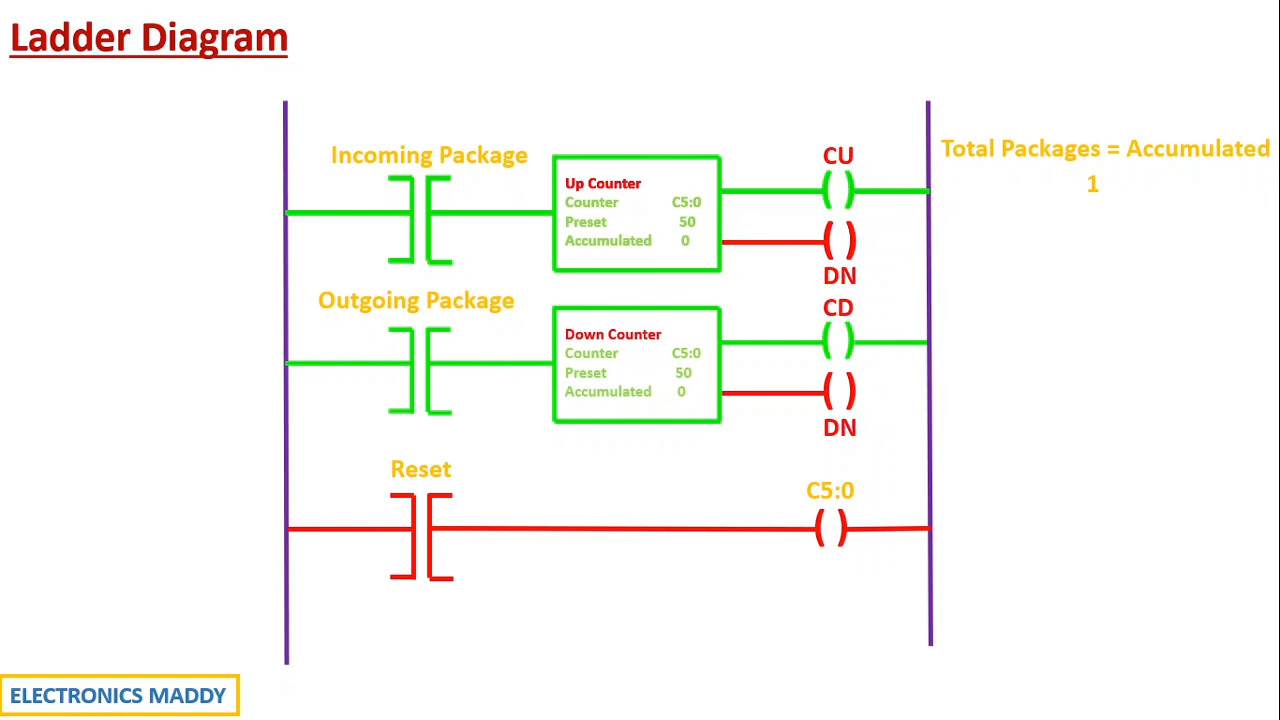 Ladder Diagram
Incoming Package
CU
Total Packages = Accumulated
1
Up Counter
Counter C5:0
Preset 50
Accumulated 0
DN
Outgoing Package
CD
Down Counter
Counter C5:0
Preset 50
Accumulated 0
DN
Reset
C5:0
ELECTRONICS MADDY